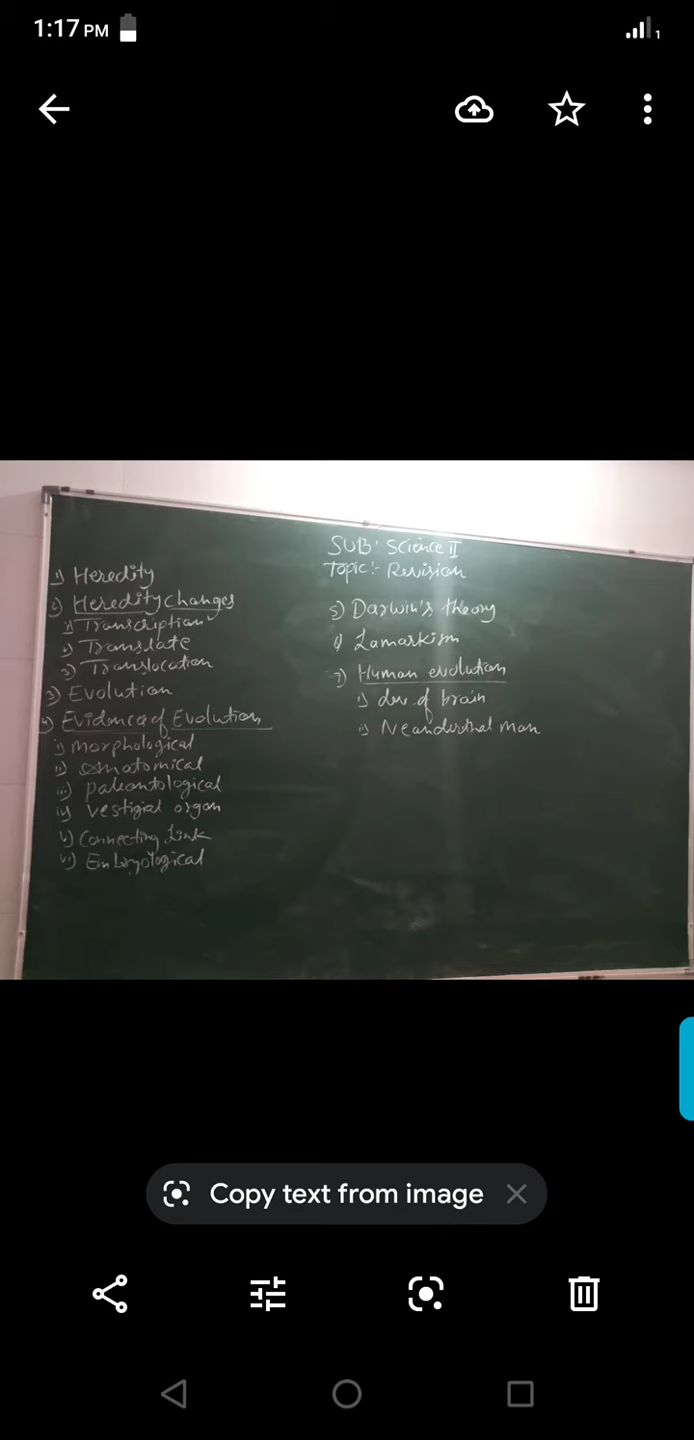 1:17 PM
1
SUB: Science II
Topic:- Revision
1) Heredity
2) Heredity changes
1) Transcription
2) Translate
3) Translocation
3) Evolution
4) Evidence of Evolution
i) morphological
ii) Anatomical
iii) paleontological
iv) vestigial organ
v) Connecting Link
vi) Embryological
5) Darwin's theory
6) Lamarkism
7) Human evolution
i) dev. of brain
ii) Neanderthal man
Copy text from image